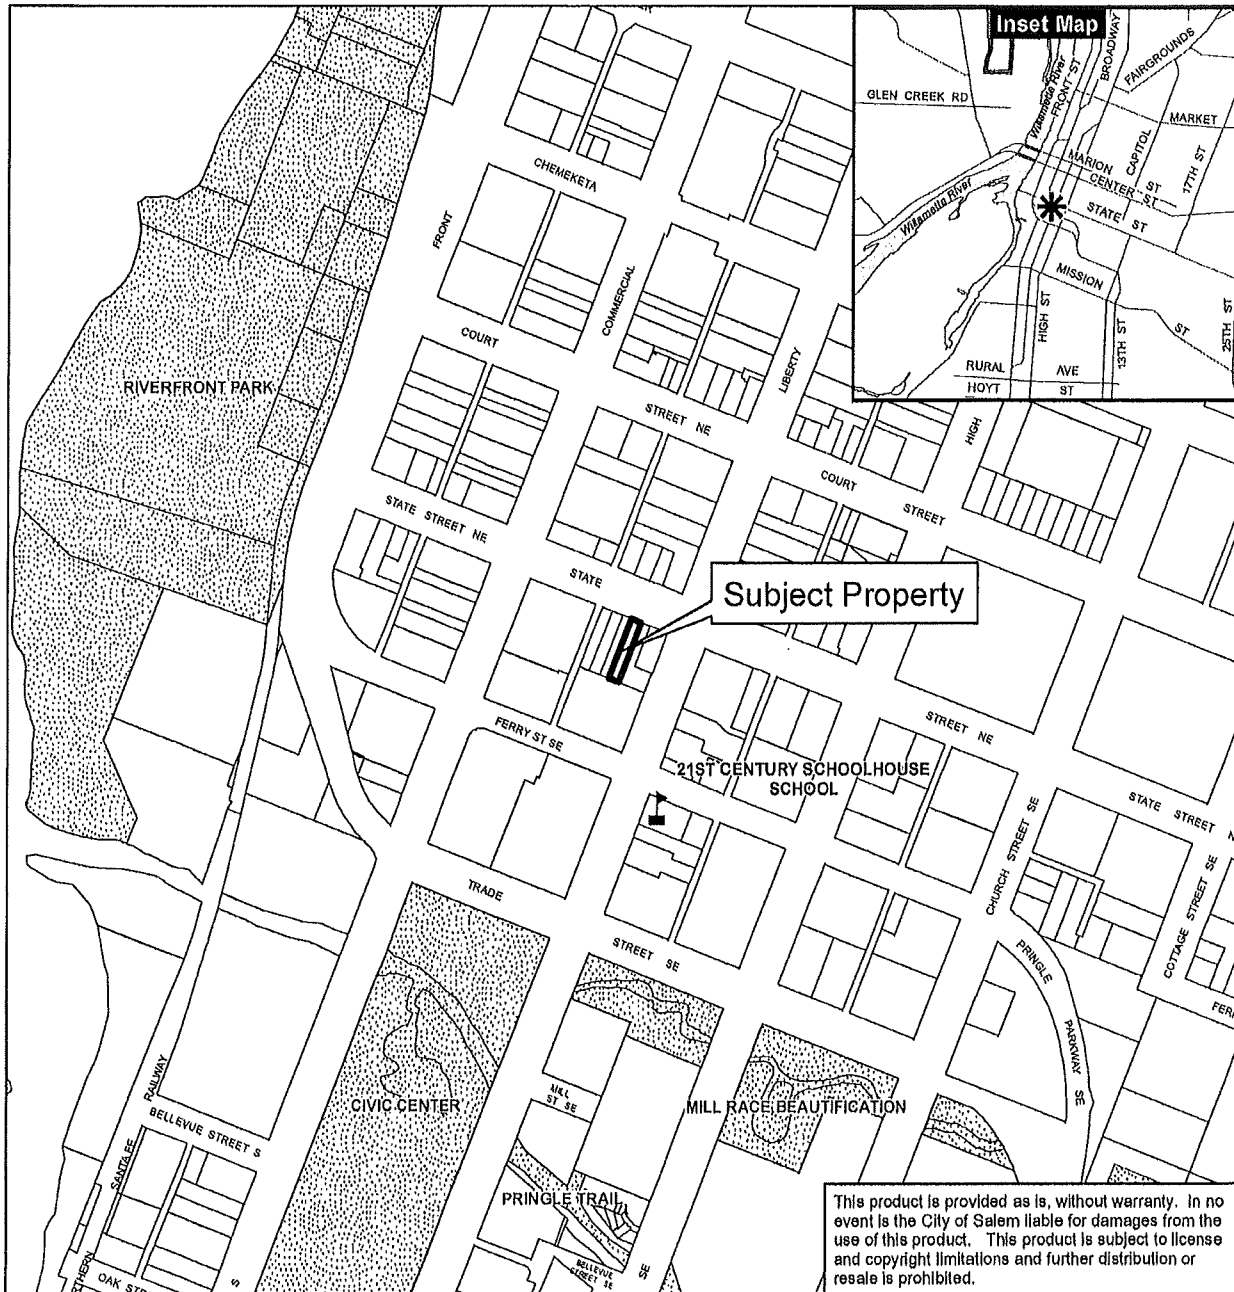 Inset Map
BROADWAY
FAIRGROUNDS
FRONT ST
Willamette River
GLEN CREEK RD
MARKET
CAPITOL
17TH ST
MARION ST
CENTER ST
STATE ST
Willamette River
MISSION
ST
25TH ST
HIGH ST
13TH ST
RURAL AVE
HOYT ST
CHEMEKETA
FRONT
COMMERCIAL
COURT
LIBERTY
RIVERFRONT PARK
STREET NE
HIGH
COURT
STREET
STATE STREET NE
STATE
Subject Property
STREET NE
FERRY ST SE
21ST CENTURY SCHOOLHOUSE
SCHOOL
STATE STREET N
CHURCH STREET SE
COTTAGE STREET SE
TRADE
STREET SE
PRINGLE
PARKWAY
SE
FER
RAILWAY
CIVIC CENTER
MILL
ST SE
MILL RACE BEAUTIFICATION
BELLEVUE STREET S
SANTA FE
PRINGLE TRAIL
BELLEVUE
STREET SE
SE
THERN
OAK ST
S
This product is provided as is, without warranty. In no
event is the City of Salem liable for damages from the
use of this product. This product is subject to license
and copyright limitations and further distribution or
resale is prohibited.